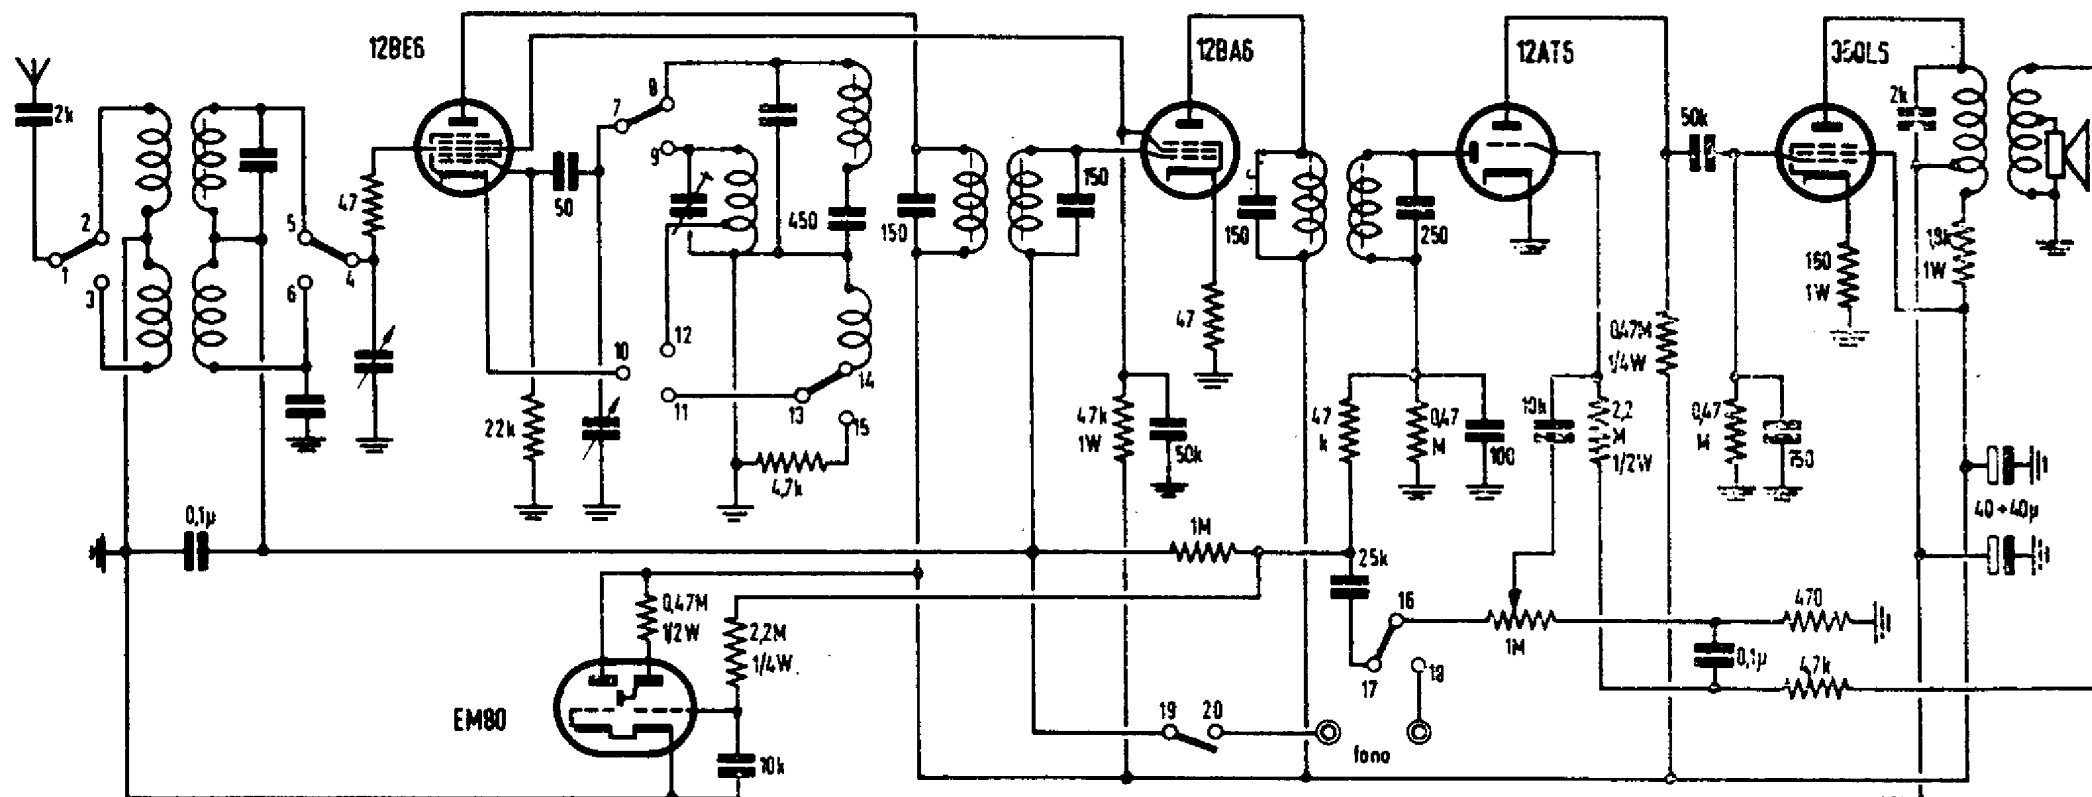 12BE6
12BA6
12AT5
350L5
2k
2
1
3
5
6
4
47
7
8
9
50
450
150
150
150
250
50k
2k
1,8k
1W
160
1W
10
12
11
13
14
15
22k
4,7k
47
47k
1W
50k
47
k
0,47
M
100
10k
2,2
M
1/2W
0,47M
1/4W
0,47
M
750
40+40μ
0,1μ
1M
25k
16
17
18
1M
470
0,1μ
4,7k
0,47M
1/2W
2,2M
1/4W
EM80
10k
19
20
fono